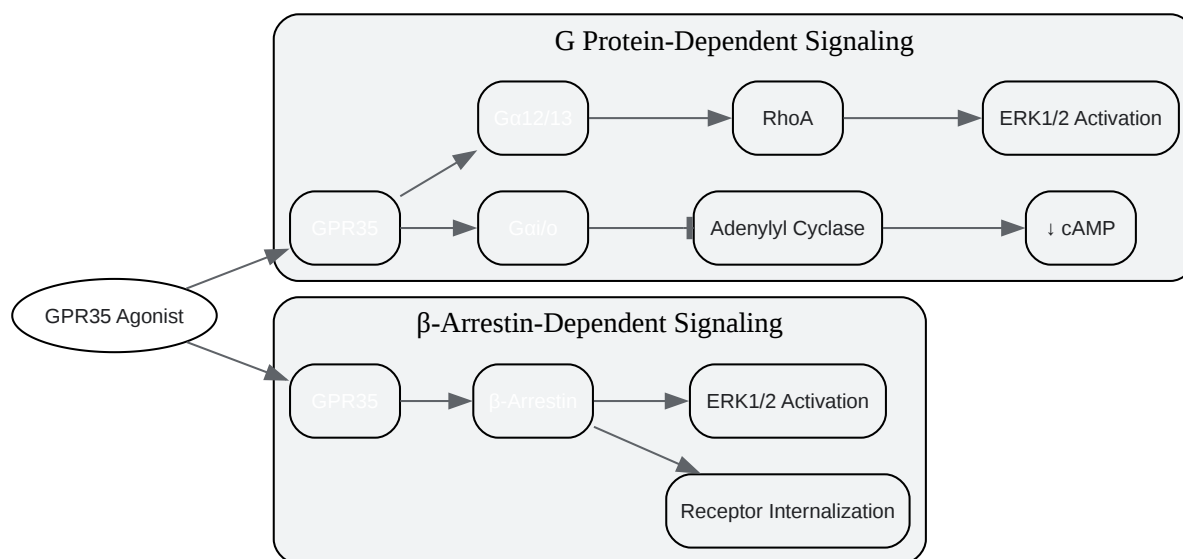 G Protein-Dependent Signaling
Gα12/13
RhoA
ERK1/2 Activation
GPR35
Gαi/o
Adenylyl Cyclase
↓ cAMP
GPR35 Agonist
β-Arrestin-Dependent Signaling
GPR35
β-Arrestin
ERK1/2 Activation
Receptor Internalization